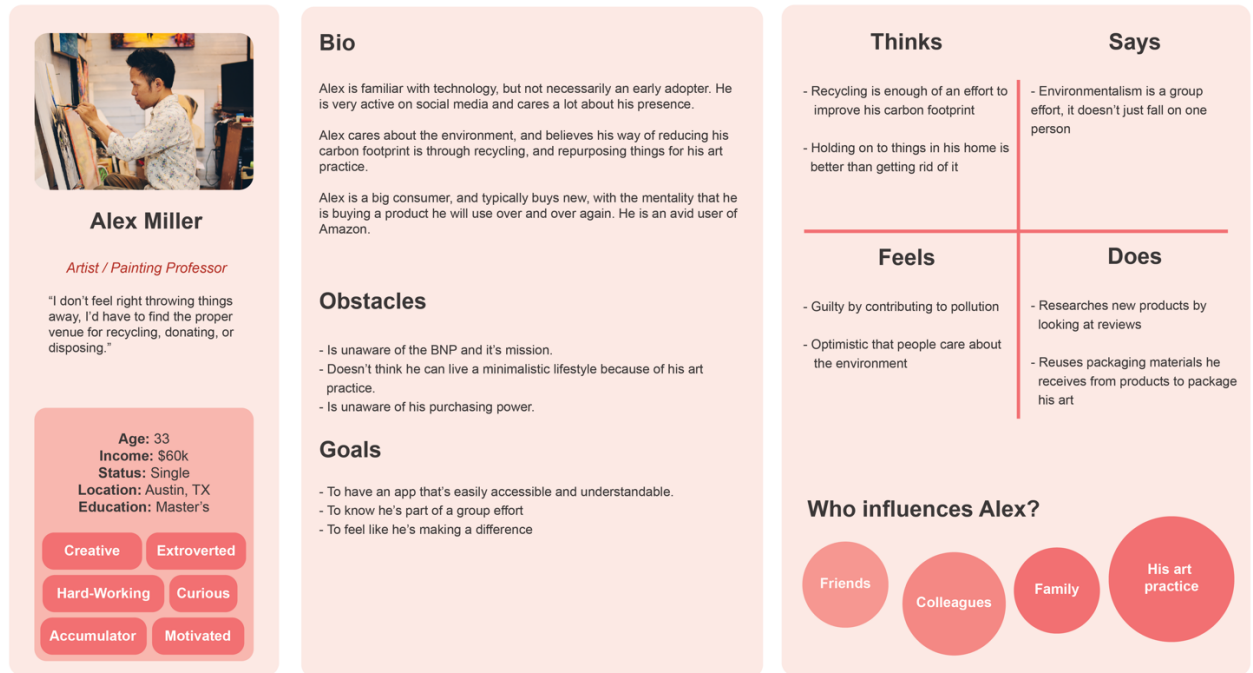 Alex Miller
Artist / Painting Professor
“I don’t feel right throwing things
away, I’d have to find the proper
venue for recycling, donating, or
disposing.”
Age: 33
Income: $60k
Status: Single
Location: Austin, TX
Education: Master’s
Creative
Extroverted
Hard-Working
Curious
Accumulator
Motivated
Bio
Alex is familiar with technology, but not necessarily an early adopter. He
is very active on social media and cares a lot about his presence.
Alex cares about the environment, and believes his way of reducing his
carbon footprint is through recycling, and repurposing things for his art
practice.
Alex is a big consumer, and typically buys new, with the mentality that he
is buying a product he will use over and over again. He is an avid user of
Amazon.
Obstacles
- Is unaware of the BNP and it’s mission.
- Doesn’t think he can live a minimalistic lifestyle because of his art
practice.
- Is unaware of his purchasing power.
Goals
- To have an app that’s easily accessible and understandable.
- To know he’s part of a group effort
- To feel like he’s making a difference
Thinks
- Recycling is enough of an effort to
improve his carbon footprint
- Holding on to things in his home is
better than getting rid of it
Says
- Environmentalism is a group
effort, it doesn’t just fall on one
person
Feels
- Guilty by contributing to pollution
- Optimistic that people care about
the environment
Does
- Researches new products by
looking at reviews
- Reuses packaging materials he
receives from products to package
his art
Who influences Alex?
Friends
Colleagues
Family
His art
practice